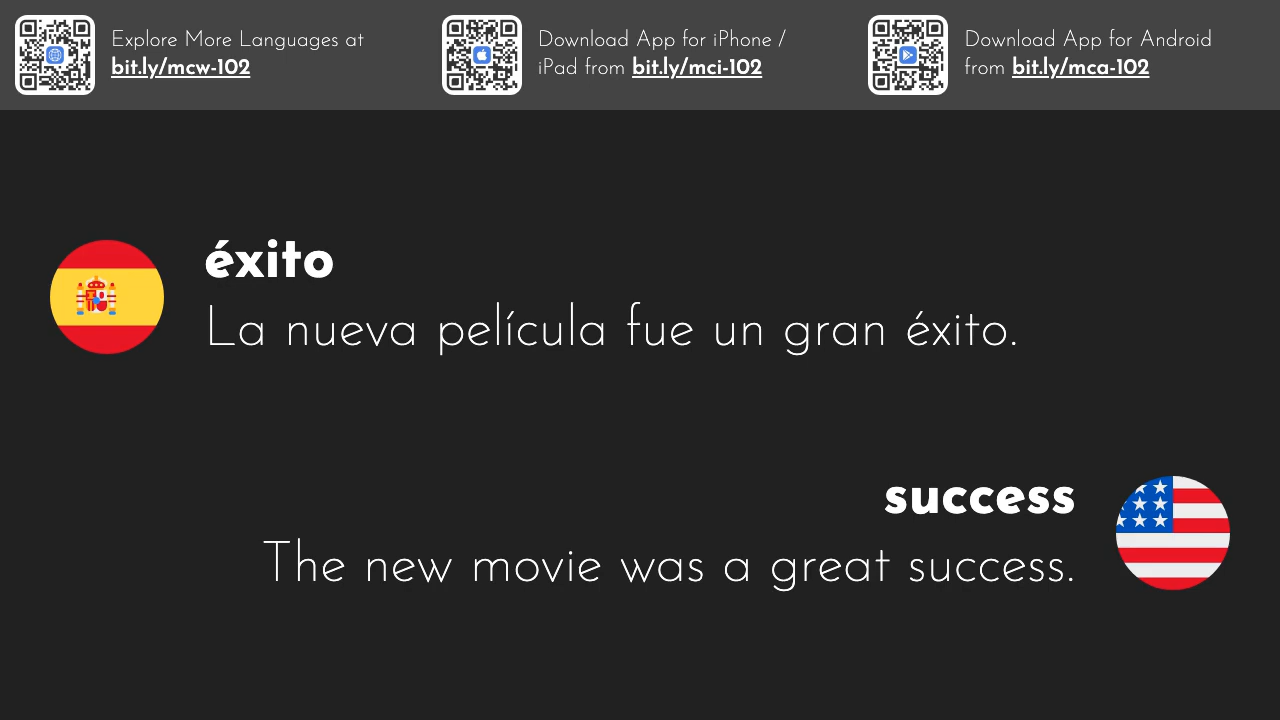 Explore More Languages at
bit.ly/mcw-102
Download App for iPhone /
iPad from bit.ly/mci-102
Download App for Android
from bit.ly/mca-102
éxito
La nueva película fue un gran éxito.
success
The new movie was a great success.